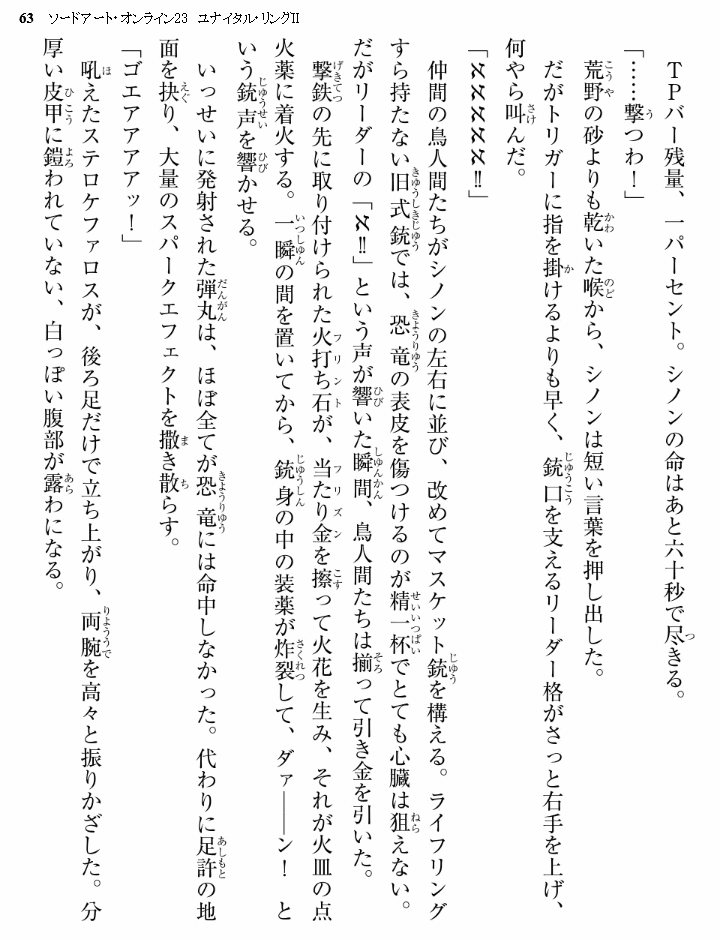 63　ソードアート・オンライン23　ユナイタル・リングII
　TPバー残量、一パーセント。シノンの命はあと六十秒で尽きる。
「……撃つわ！」
　荒野の砂よりも乾いた喉から、シノンは短い言葉を押し出した。
　だがトリガーに指を掛けるよりも早く、銃口を支えるリーダー格がさっと右手を上げ、
何やら叫んだ。
「ℵℵℵℵℵ!!」
　仲間の鳥人間たちがシノンの左右に並び、改めてマスケット銃を構える。ライフリング
すら持たない旧式銃では、恐竜の表皮を傷つけるのが精一杯でとても心臓は狙えない。
だがリーダーの「ℵ!!」という声が響いた瞬間、鳥人間たちは揃って引き金を引いた。
　撃鉄の先に取り付けられた火打ち石が、当たり金を擦って火花を生み、それが火皿の点
火薬に着火する。一瞬の間を置いてから、銃身の中の装薬が炸裂して、ダァ――ン！　と
いう銃声を響かせる。
　いっせいに発射された弾丸は、ほぼ全てが恐竜には命中しなかった。代わりに足許の地
面を抉り、大量のスパークエフェクトを撒き散らす。
「ゴエアアアアッ！」
　吼えたステロケファロスが、後ろ足だけで立ち上がり、両腕を高々と振りかざした。分
厚い皮甲に鎧われていない、白っぽい腹部が露わになる。